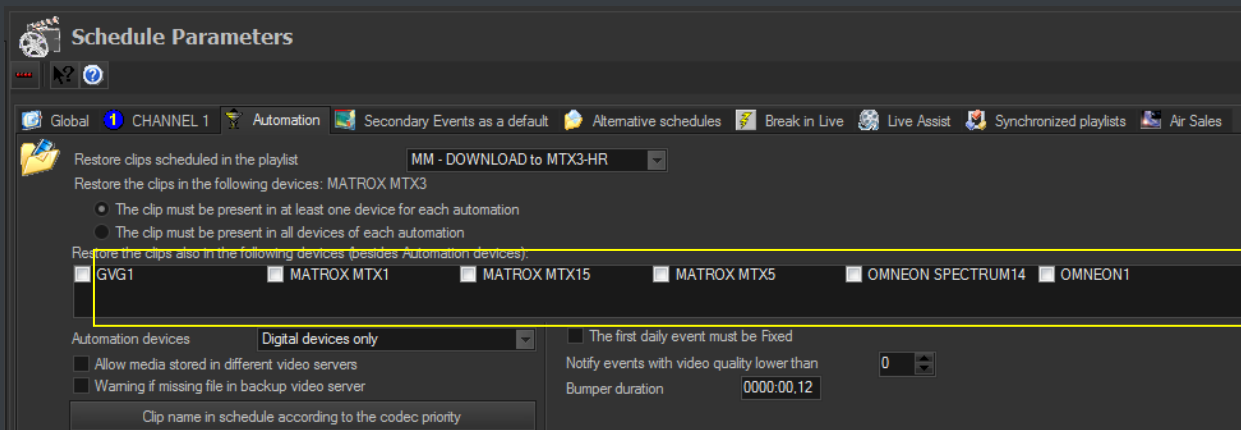 Schedule Parameters
Global 1 CHANNEL 1 Automation Secondary Events as a default Alternative schedules Break in Live Live Assist Synchronized playlists Air Sales
Restore clips scheduled in the playlist MM - DOWNLOAD to MTX3-HR
Restore the clips in the following devices: MATROX MTX3
The clip must be present in at least one device for each automation
The clip must be present in all devices of each automation
Restore the clips also in the following devices (besides Automation devices):
GVG1 MATROX MTX1 MATROX MTX15 MATROX MTX5 OMNEON SPECTRUM14 OMNEON1
Automation devices Digital devices only The first daily event must be Fixed
Allow media stored in different video servers Notify events with video quality lower than 0
Warning if missing file in backup video server Bumper duration 0000:00,12
Clip name in schedule according to the codec priority